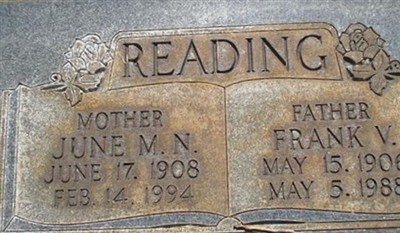 READING
MOTHER
JUNE M. N.
JUNE 17, 1908
FEB. 14, 1994
FATHER
FRANK V.
MAY 15, 1906
MAY 5, 1988